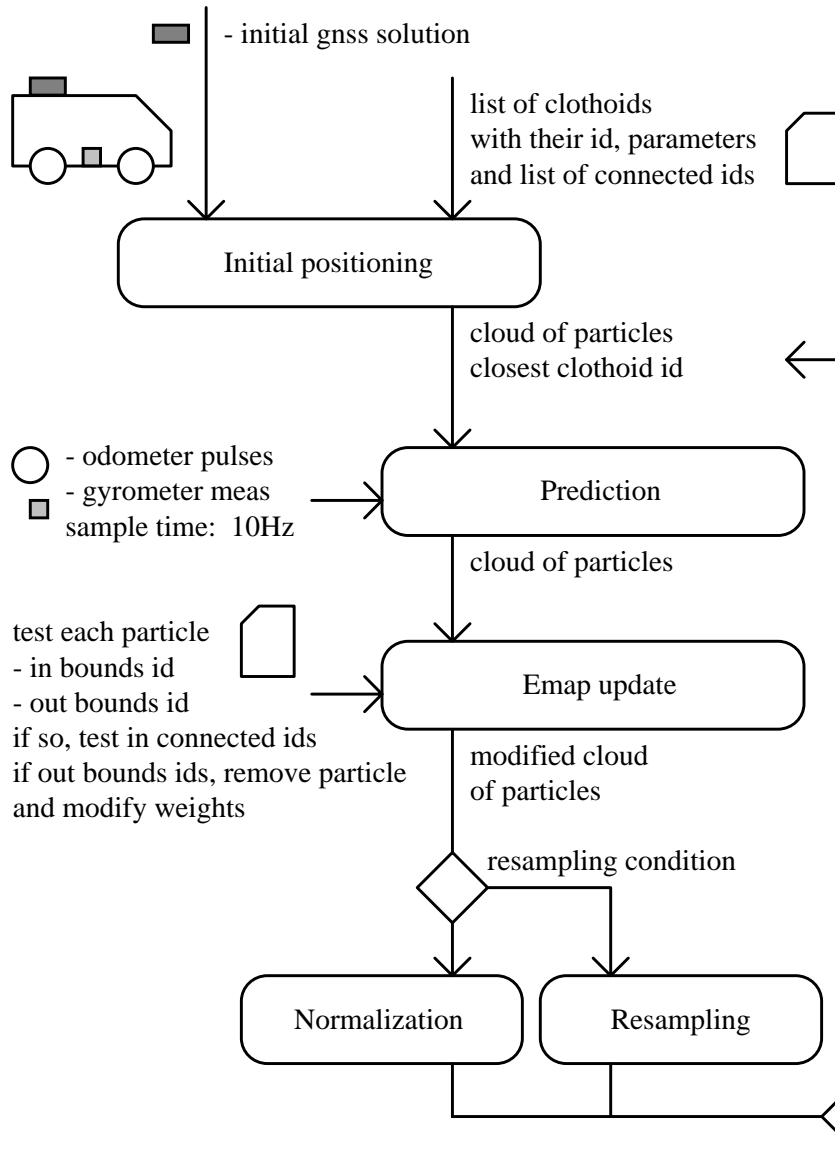 - initial gnss solution
list of clothoids
with their id, parameters
and list of connected ids
Initial positioning
cloud of particles
closest clothoid id
- odometer pulses
- gyrometer meas
sample time: 10Hz
Prediction
cloud of particles
test each particle
- in bounds id
- out bounds id
if so, test in connected ids
if out bounds ids, remove particle
and modify weights
Emap update
modified cloud
of particles
resampling condition
Normalization
Resampling